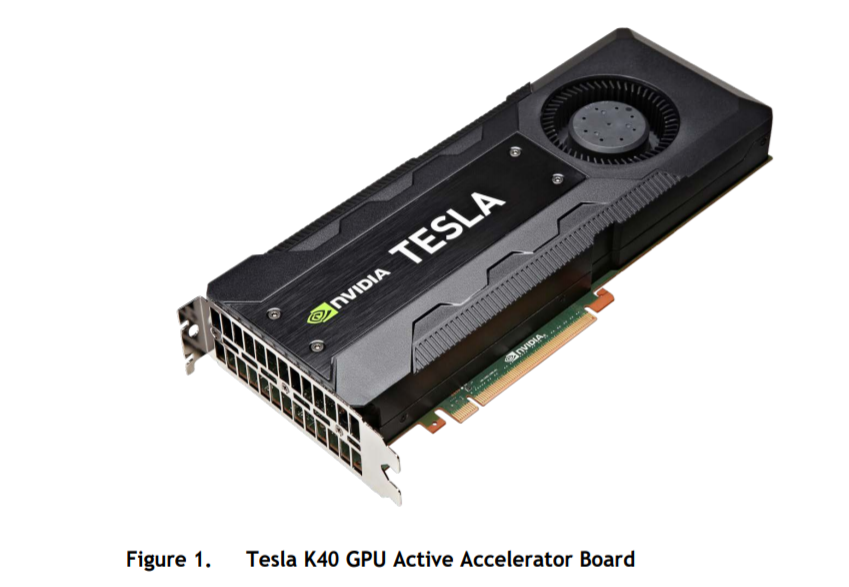 TESLA
NVIDIA
NVIDIA
Figure 1. Tesla K40 GPU Active Accelerator Board